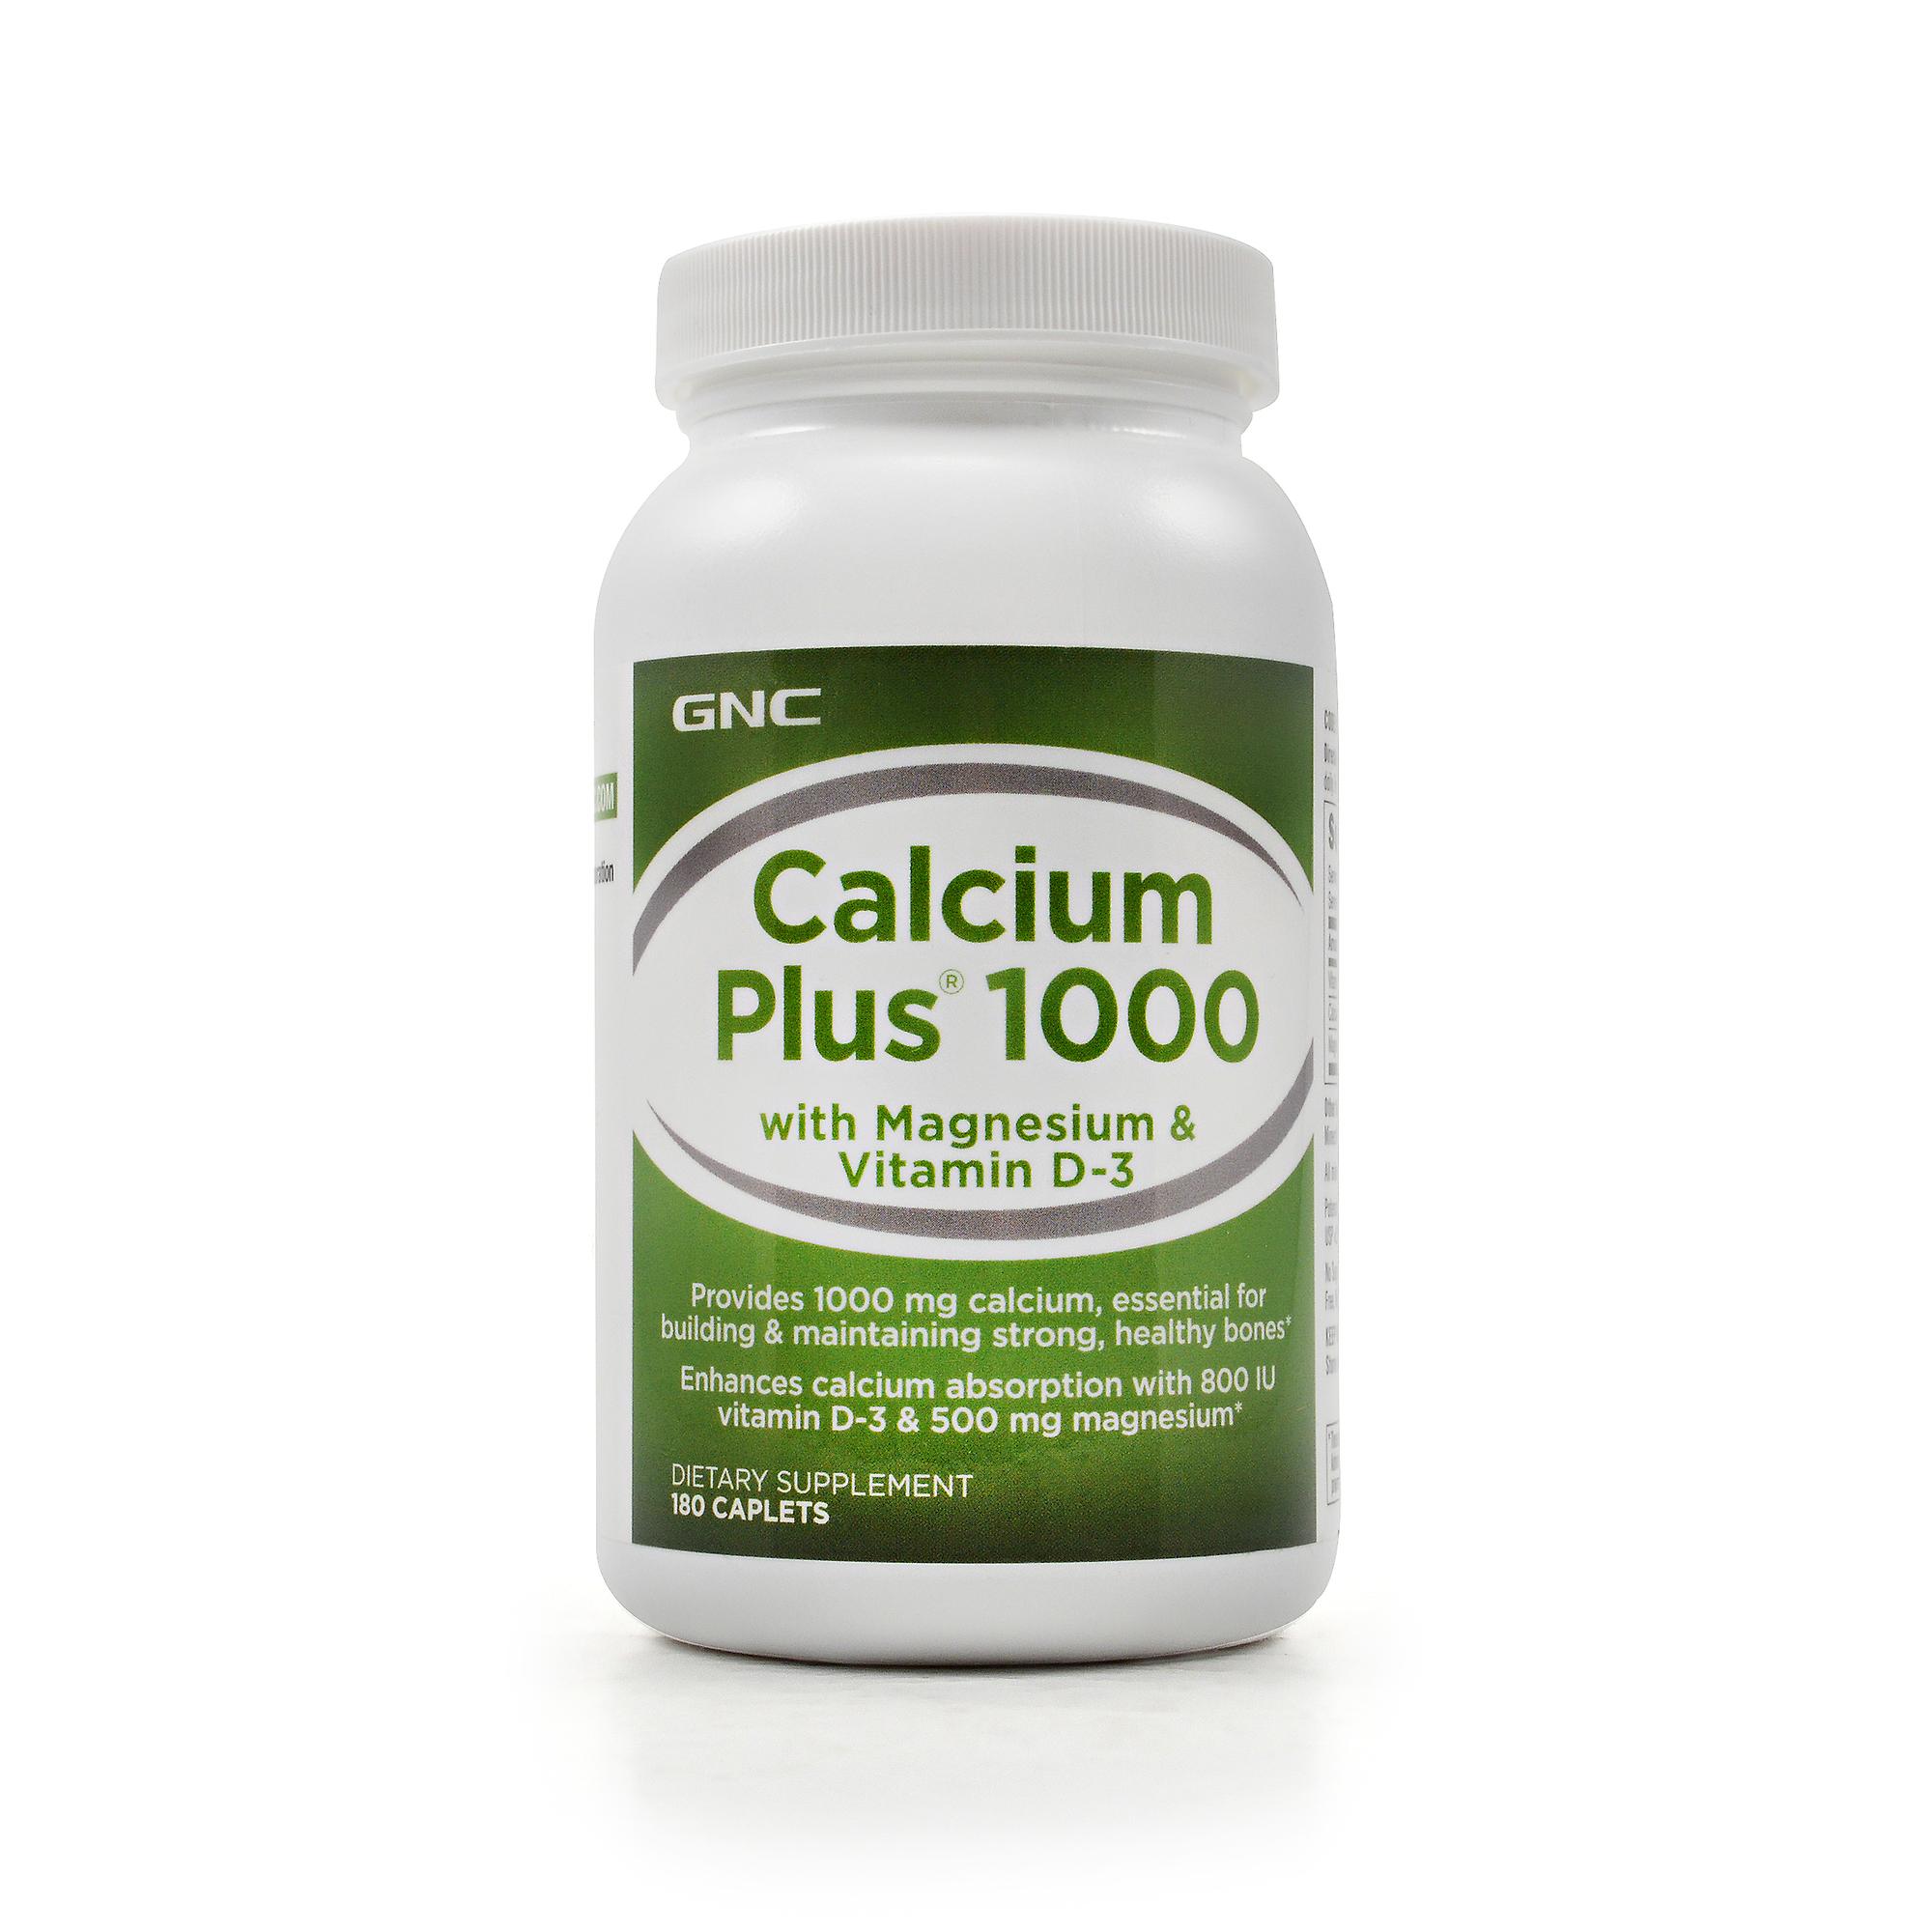 GNC
Calcium
Plus® 1000
with Magnesium &
Vitamin D-3
Provides 1000 mg calcium, essential for
building & maintaining strong, healthy bones*
Enhances calcium absorption with 800 IU
vitamin D-3 & 500 mg magnesium*
DIETARY SUPPLEMENT
180 CAPLETS